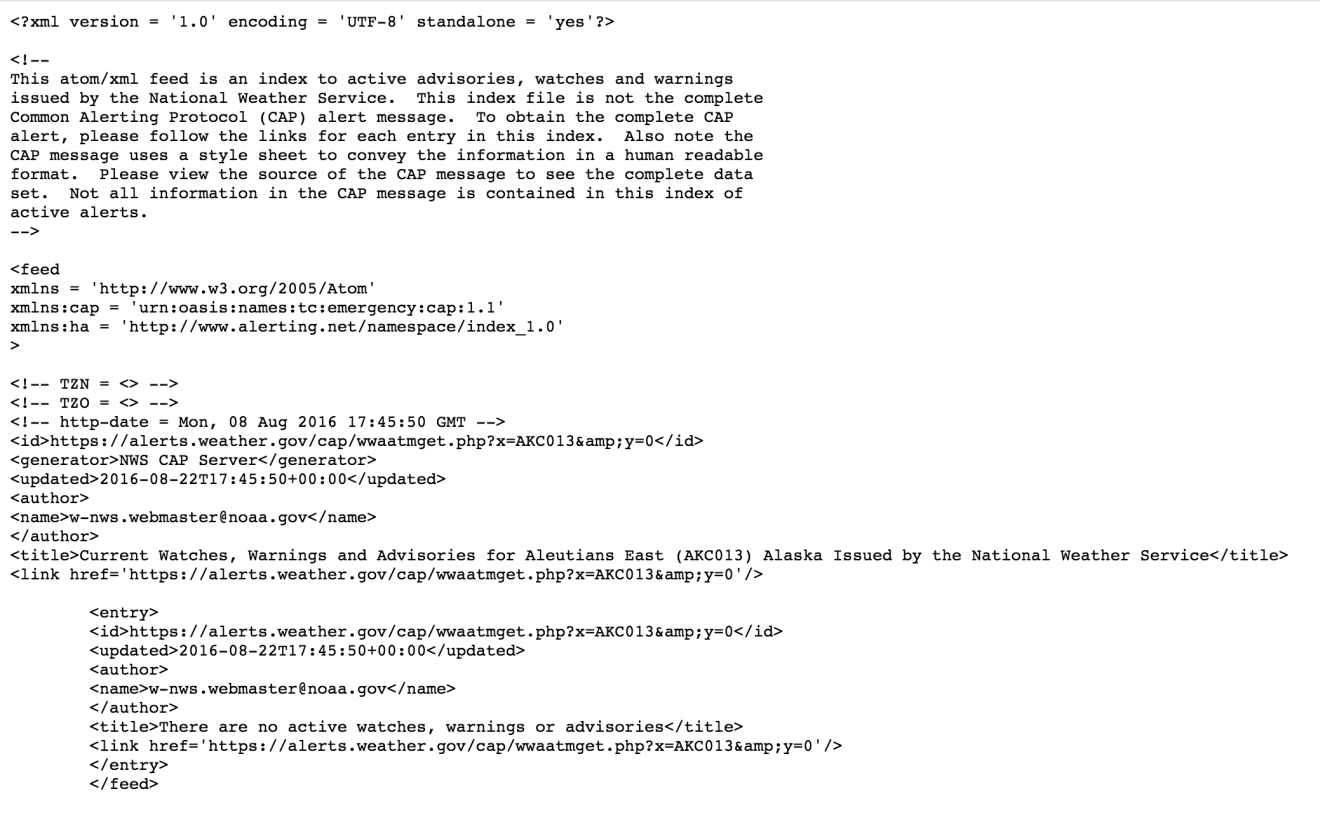 <?xml version = '1.0' encoding = 'UTF-8' standalone = 'yes'?>
<!--
This atom/xml feed is an index to active advisories, watches and warnings
issued by the National Weather Service.  This index file is not the complete
Common Alerting Protocol (CAP) alert message.  To obtain the complete CAP
alert, please follow the links for each entry in this index.  Also note the
CAP message uses a style sheet to convey the information in a human readable
format.  Please view the source of the CAP message to see the complete data
set.  Not all information in the CAP message is contained in this index of
active alerts.
-->
<feed
xmlns = 'http://www.w3.org/2005/Atom'
xmlns:cap = 'urn:oasis:names:tc:emergency:cap:1.1'
xmlns:ha = 'http://www.alerting.net/namespace/index_1.0'
>
<!-- TZN = <> -->
<!-- TZO = <> -->
<!-- http-date = Mon, 08 Aug 2016 17:45:50 GMT -->
<id>https://alerts.weather.gov/cap/wwaatmget.php?x=AKC013&amp;y=0</id>
<generator>NWS CAP Server</generator>
<updated>2016-08-22T17:45:50+00:00</updated>
<author>
<name>w-nws.webmaster@noaa.gov</name>
</author>
<title>Current Watches, Warnings and Advisories for Aleutians East (AKC013) Alaska Issued by the National Weather Service</title>
<link href='https://alerts.weather.gov/cap/wwaatmget.php?x=AKC013&amp;y=0'/>
<entry>
<id>https://alerts.weather.gov/cap/wwaatmget.php?x=AKC013&amp;y=0</id>
<updated>2016-08-22T17:45:50+00:00</updated>
<author>
<name>w-nws.webmaster@noaa.gov</name>
</author>
<title>There are no active watches, warnings or advisories</title>
<link href='https://alerts.weather.gov/cap/wwaatmget.php?x=AKC013&amp;y=0'/>
</entry>
</feed>